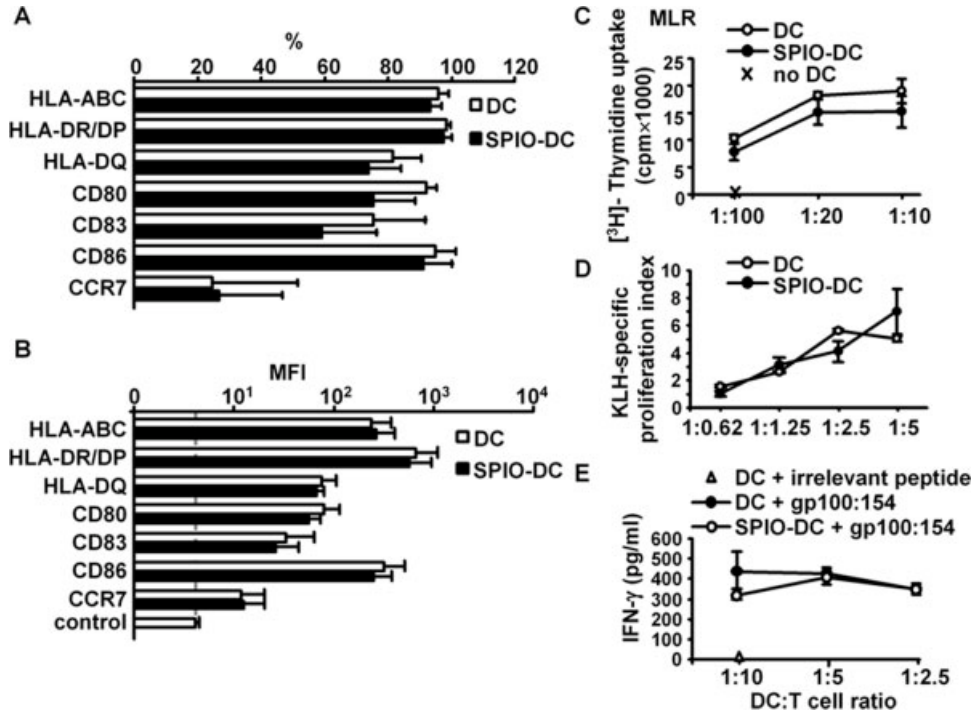 A
%
0 20 40 60 80 100 120
HLA-ABC
HLA-DR/DP
HLA-DQ
CD80
CD83
CD86
CCR7
DC
SPIO-DC
B
MFI
0 10¹ 10² 10³ 10⁴
HLA-ABC
HLA-DR/DP
HLA-DQ
CD80
CD83
CD86
CCR7
control
DC
SPIO-DC
C MLR
DC
SPIO-DC
no DC
[³H]- Thymidine uptake
(cpm×1000)
25
20
15
10
5
0
1:100 1:20 1:10
D
DC
SPIO-DC
KLH-specific
proliferation index
10
8
6
4
2
0
1:0.62 1:1.25 1:2.5 1:5
E
DC + irrelevant peptide
DC + gp100:154
SPIO-DC + gp100:154
IFN-γ (pg/ml)
600
500
400
300
200
100
0
1:10 1:5 1:2.5
DC:T cell ratio